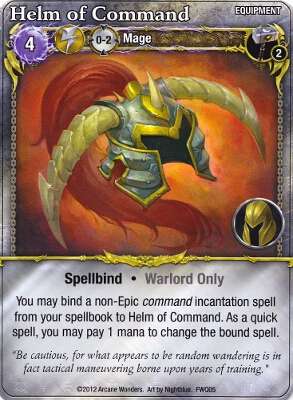 Helm of Command
EQUIPMENT
4
0-2 Mage
2
Spellbind • Warlord Only
You may bind a non-Epic command incantation spell
from your spellbook to Helm of Command. As a quick
spell, you may pay 1 mana to change the bound spell.
"Be cautious, for what appears to be random wandering is in
fact tactical maneuvering borne upon years of training."
©2012 Arcane Wonders. Art by Nightblue. FWQ05